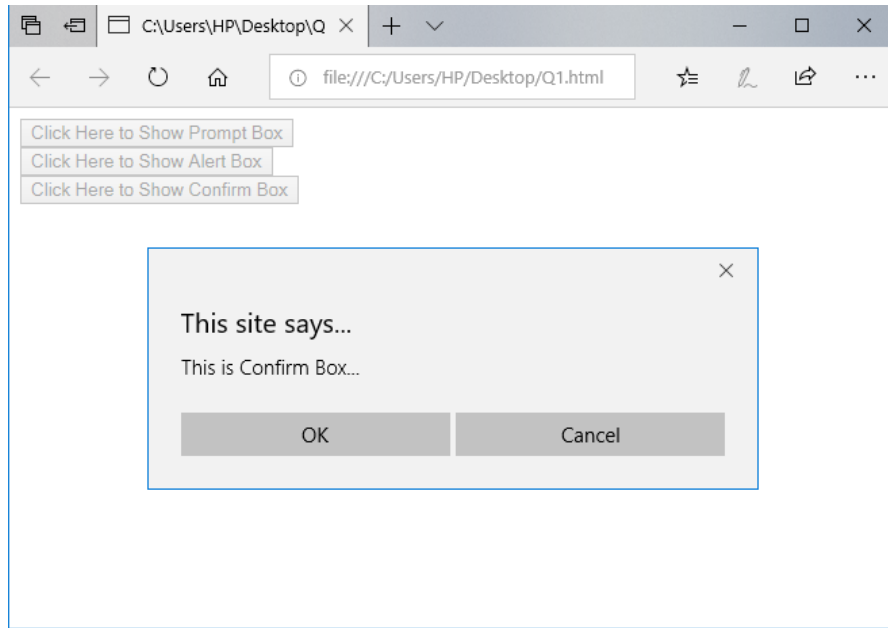 C:\Users\HP\Desktop\Q
file:///C:/Users/HP/Desktop/Q1.html
Click Here to Show Prompt Box
Click Here to Show Alert Box
Click Here to Show Confirm Box
This site says...
This is Confirm Box...
OK
Cancel